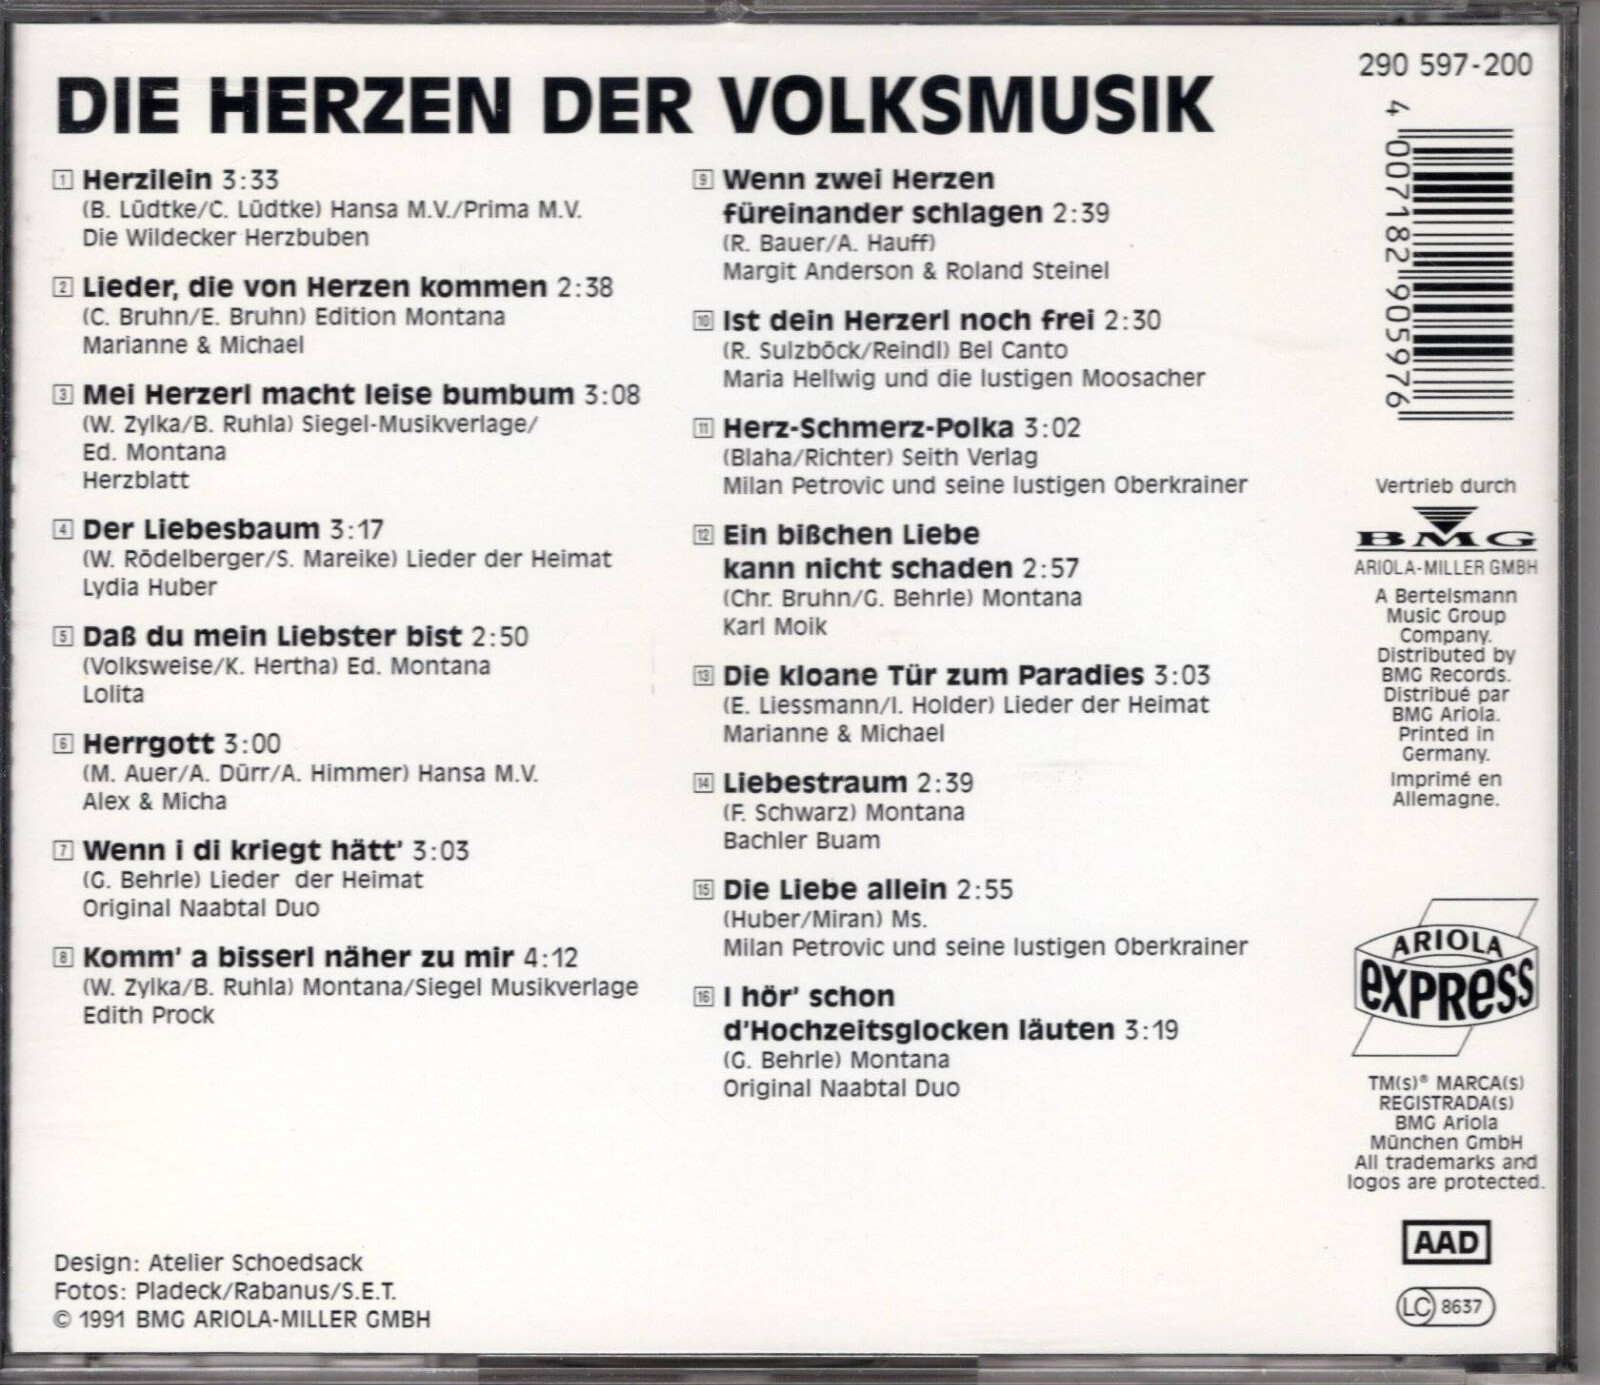 DIE HERZEN DER VOLKSMUSIK
1 Herzilein 3:33
(B. Lüdtke/C. Lüdtke) Hansa M.V./Prima M.V.
Die Wildecker Herzbuben
2 Lieder, die von Herzen kommen 2:38
(C. Bruhn/E. Bruhn) Edition Montana
Marianne & Michael
3 Mei Herzerl macht leise bumbum 3:08
(W. Zylka/B. Ruhla) Siegel-Musikverlage/
Ed. Montana
Herzblatt
4 Der Liebesbaum 3:17
(W. Rödelberger/S. Mareike) Lieder der Heimat
Lydia Huber
5 Daß du mein Liebster bist 2:50
(Volksweise/K. Hertha) Ed. Montana
Lolita
6 Herrgott 3:00
(M. Auer/A. Dürr/A. Himmer) Hansa M.V.
Alex & Micha
7 Wenn i di kriegt hätt' 3:03
(G. Behrle) Lieder der Heimat
Original Naabtal Duo
8 Komm' a bisserl näher zu mir 4:12
(W. Zylka/B. Ruhla) Montana/Siegel Musikverlage
Edith Prock
9 Wenn zwei Herzen
füreinander schlagen 2:39
(R. Bauer/A. Hauff)
Margit Anderson & Roland Steinel
10 Ist dein Herzerl noch frei 2:30
(R. Sulzböck/Reindl) Bel Canto
Maria Hellwig und die lustigen Moosacher
11 Herz-Schmerz-Polka 3:02
(Blaha/Richter) Seith Verlag
Milan Petrovic und seine lustigen Oberkrainer
12 Ein bißchen Liebe
kann nicht schaden 2:57
(Chr. Bruhn/G. Behrle) Montana
Karl Moik
13 Die kloane Tür zum Paradies 3:03
(E. Liessmann/I. Holder) Lieder der Heimat
Marianne & Michael
14 Liebestraum 2:39
(F. Schwarz) Montana
Bachler Buam
15 Die Liebe allein 2:55
(Huber/Miran) Ms.
Milan Petrovic und seine lustigen Oberkrainer
16 I hör' schon
d'Hochzeitsglocken läuten 3:19
(G. Behrle) Montana
Original Naabtal Duo
290 597-200
4 007182 905976
Vertrieb durch
BMG
ARIOLA-MILLER GMBH
A Bertelsmann
Music Group
Company.
Distributed by
BMG Records.
Distribué par
BMG Ariola.
Printed in
Germany.
Imprimé en
Allemagne.
ARIOLA
eXPReSS
TM(s)® MARCA(s)
REGISTRADA(s)
BMG Ariola
München GmbH
All trademarks and
logos are protected.
AAD
LC 8637
Design: Atelier Schoedsack
Fotos: Pladeck/Rabanus/S.E.T.
© 1991 BMG ARIOLA-MILLER GMBH